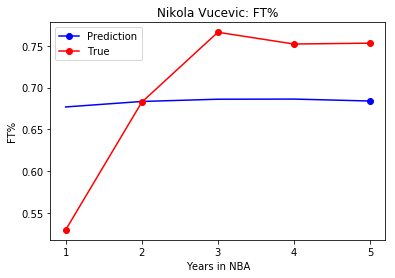 Nikola Vucevic: FT%
Prediction
True
FT%
0.75
0.70
0.65
0.60
0.55
1 2 3 4 5
Years in NBA